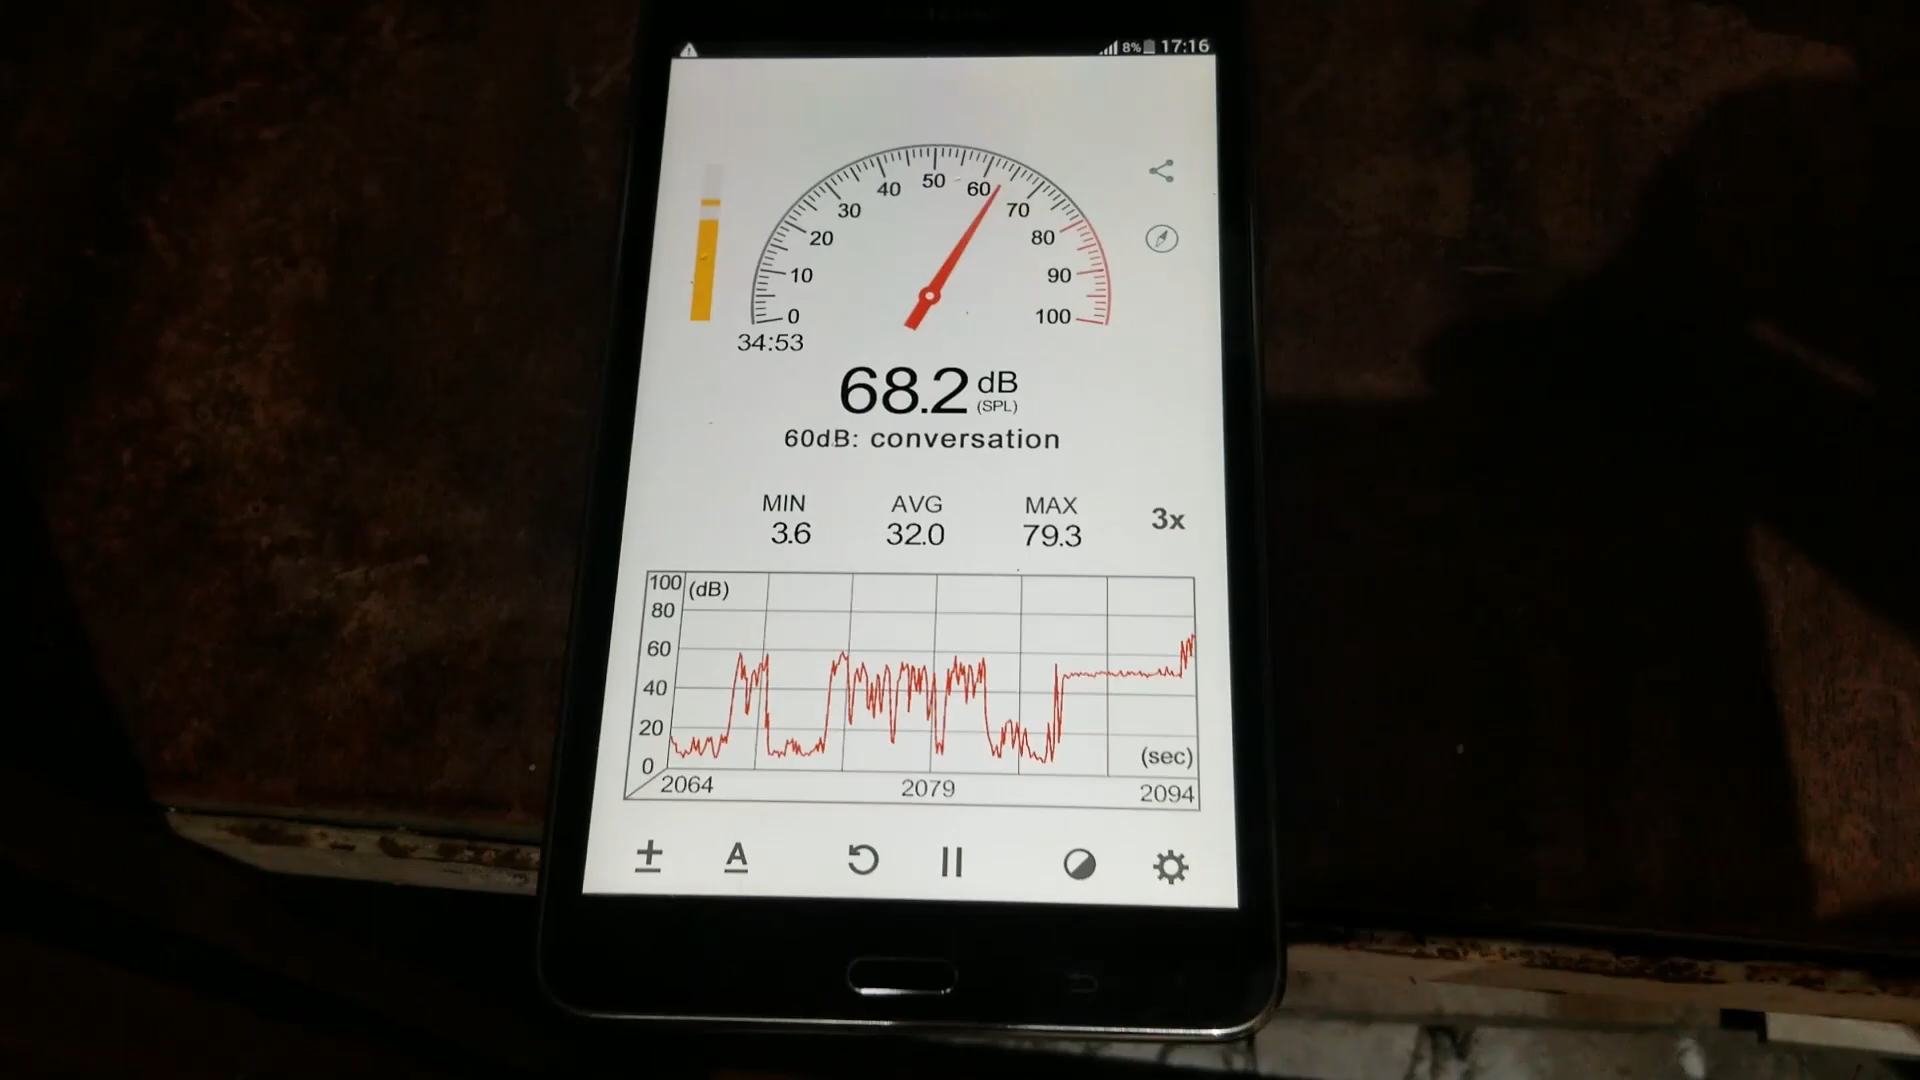 8% 17:16
0 10 20 30 40 50 60 70 80 90 100
34:53
68.2 dB
(SPL)
60dB: conversation
MIN AVG MAX
3.6 32.0 79.3
3x
100 (dB)
80
60
40
20
0
(sec)
2064 2079 2094
A